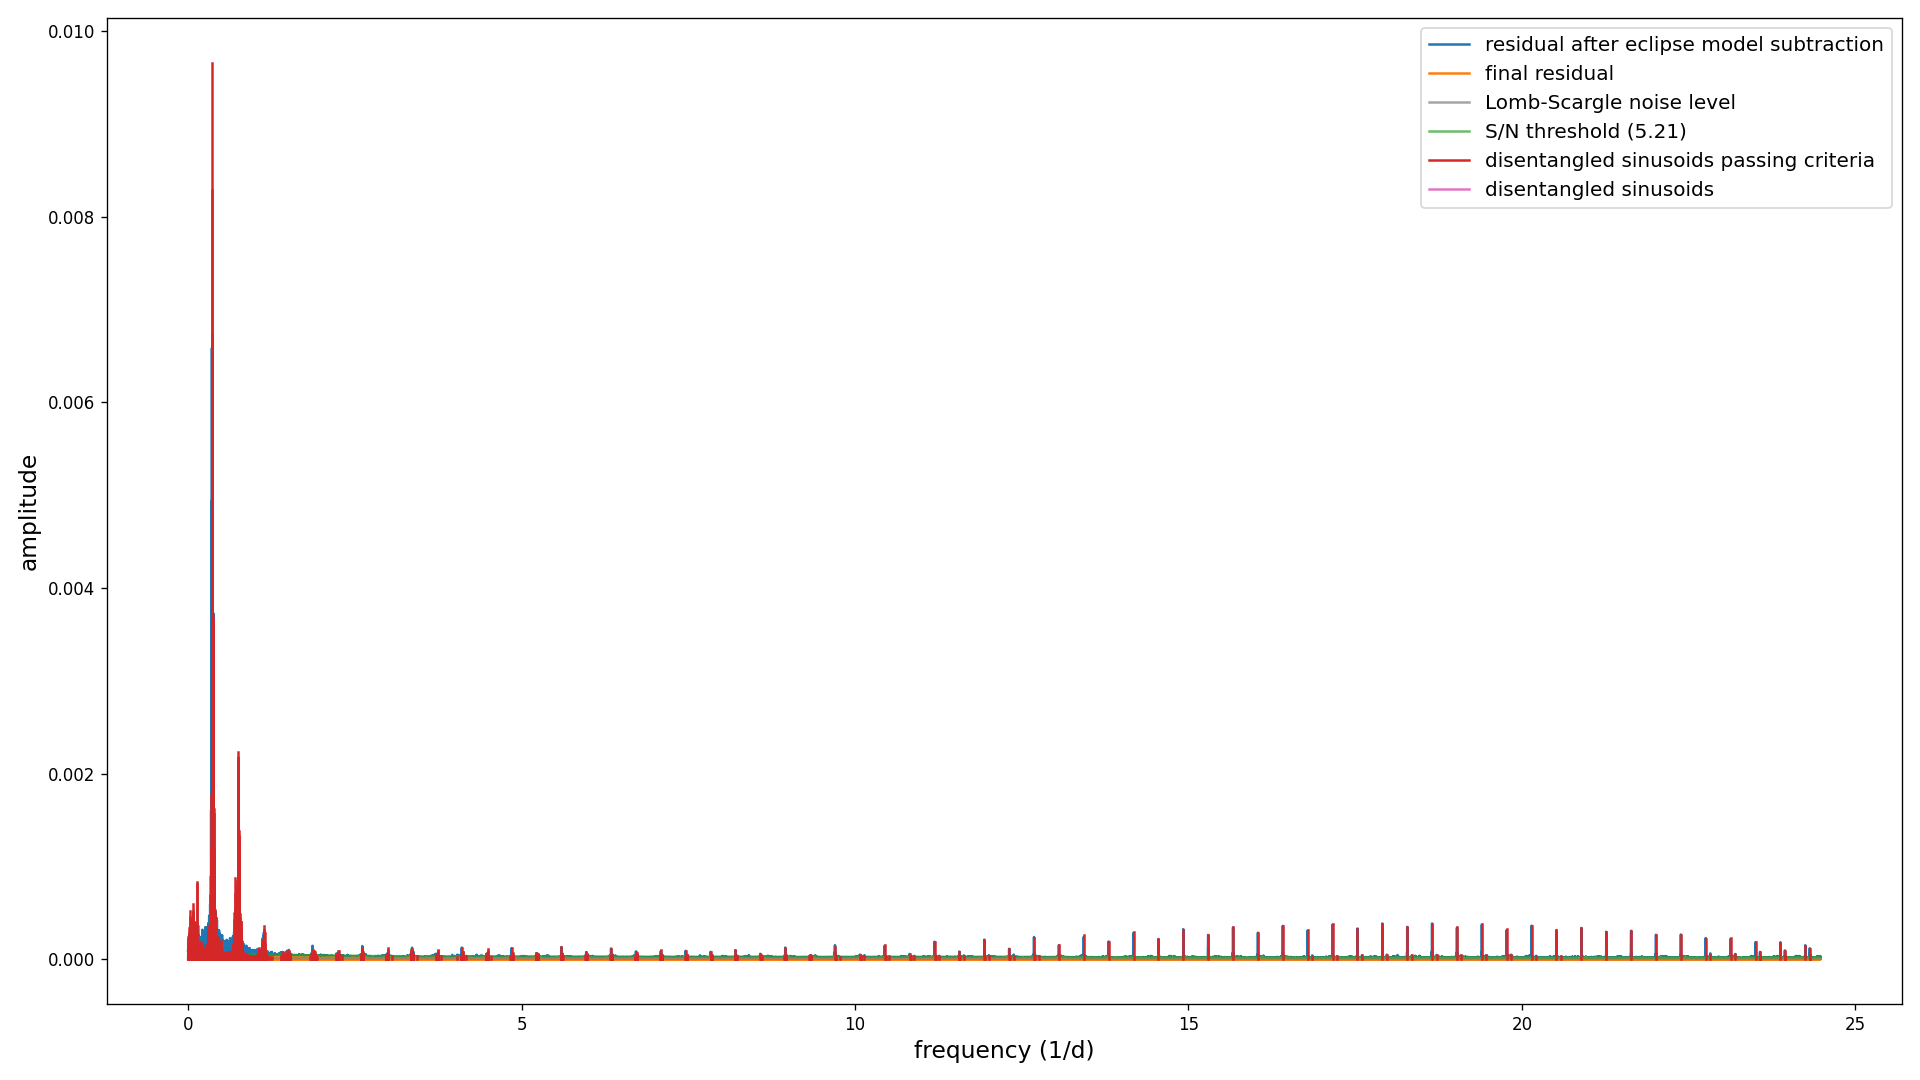 0.010
0.008
0.006
0.004
0.002
0.000
amplitude
0
5
10
15
20
25
frequency (1/d)
residual after eclipse model subtraction
final residual
Lomb-Scargle noise level
S/N threshold (5.21)
disentangled sinusoids passing criteria
disentangled sinusoids